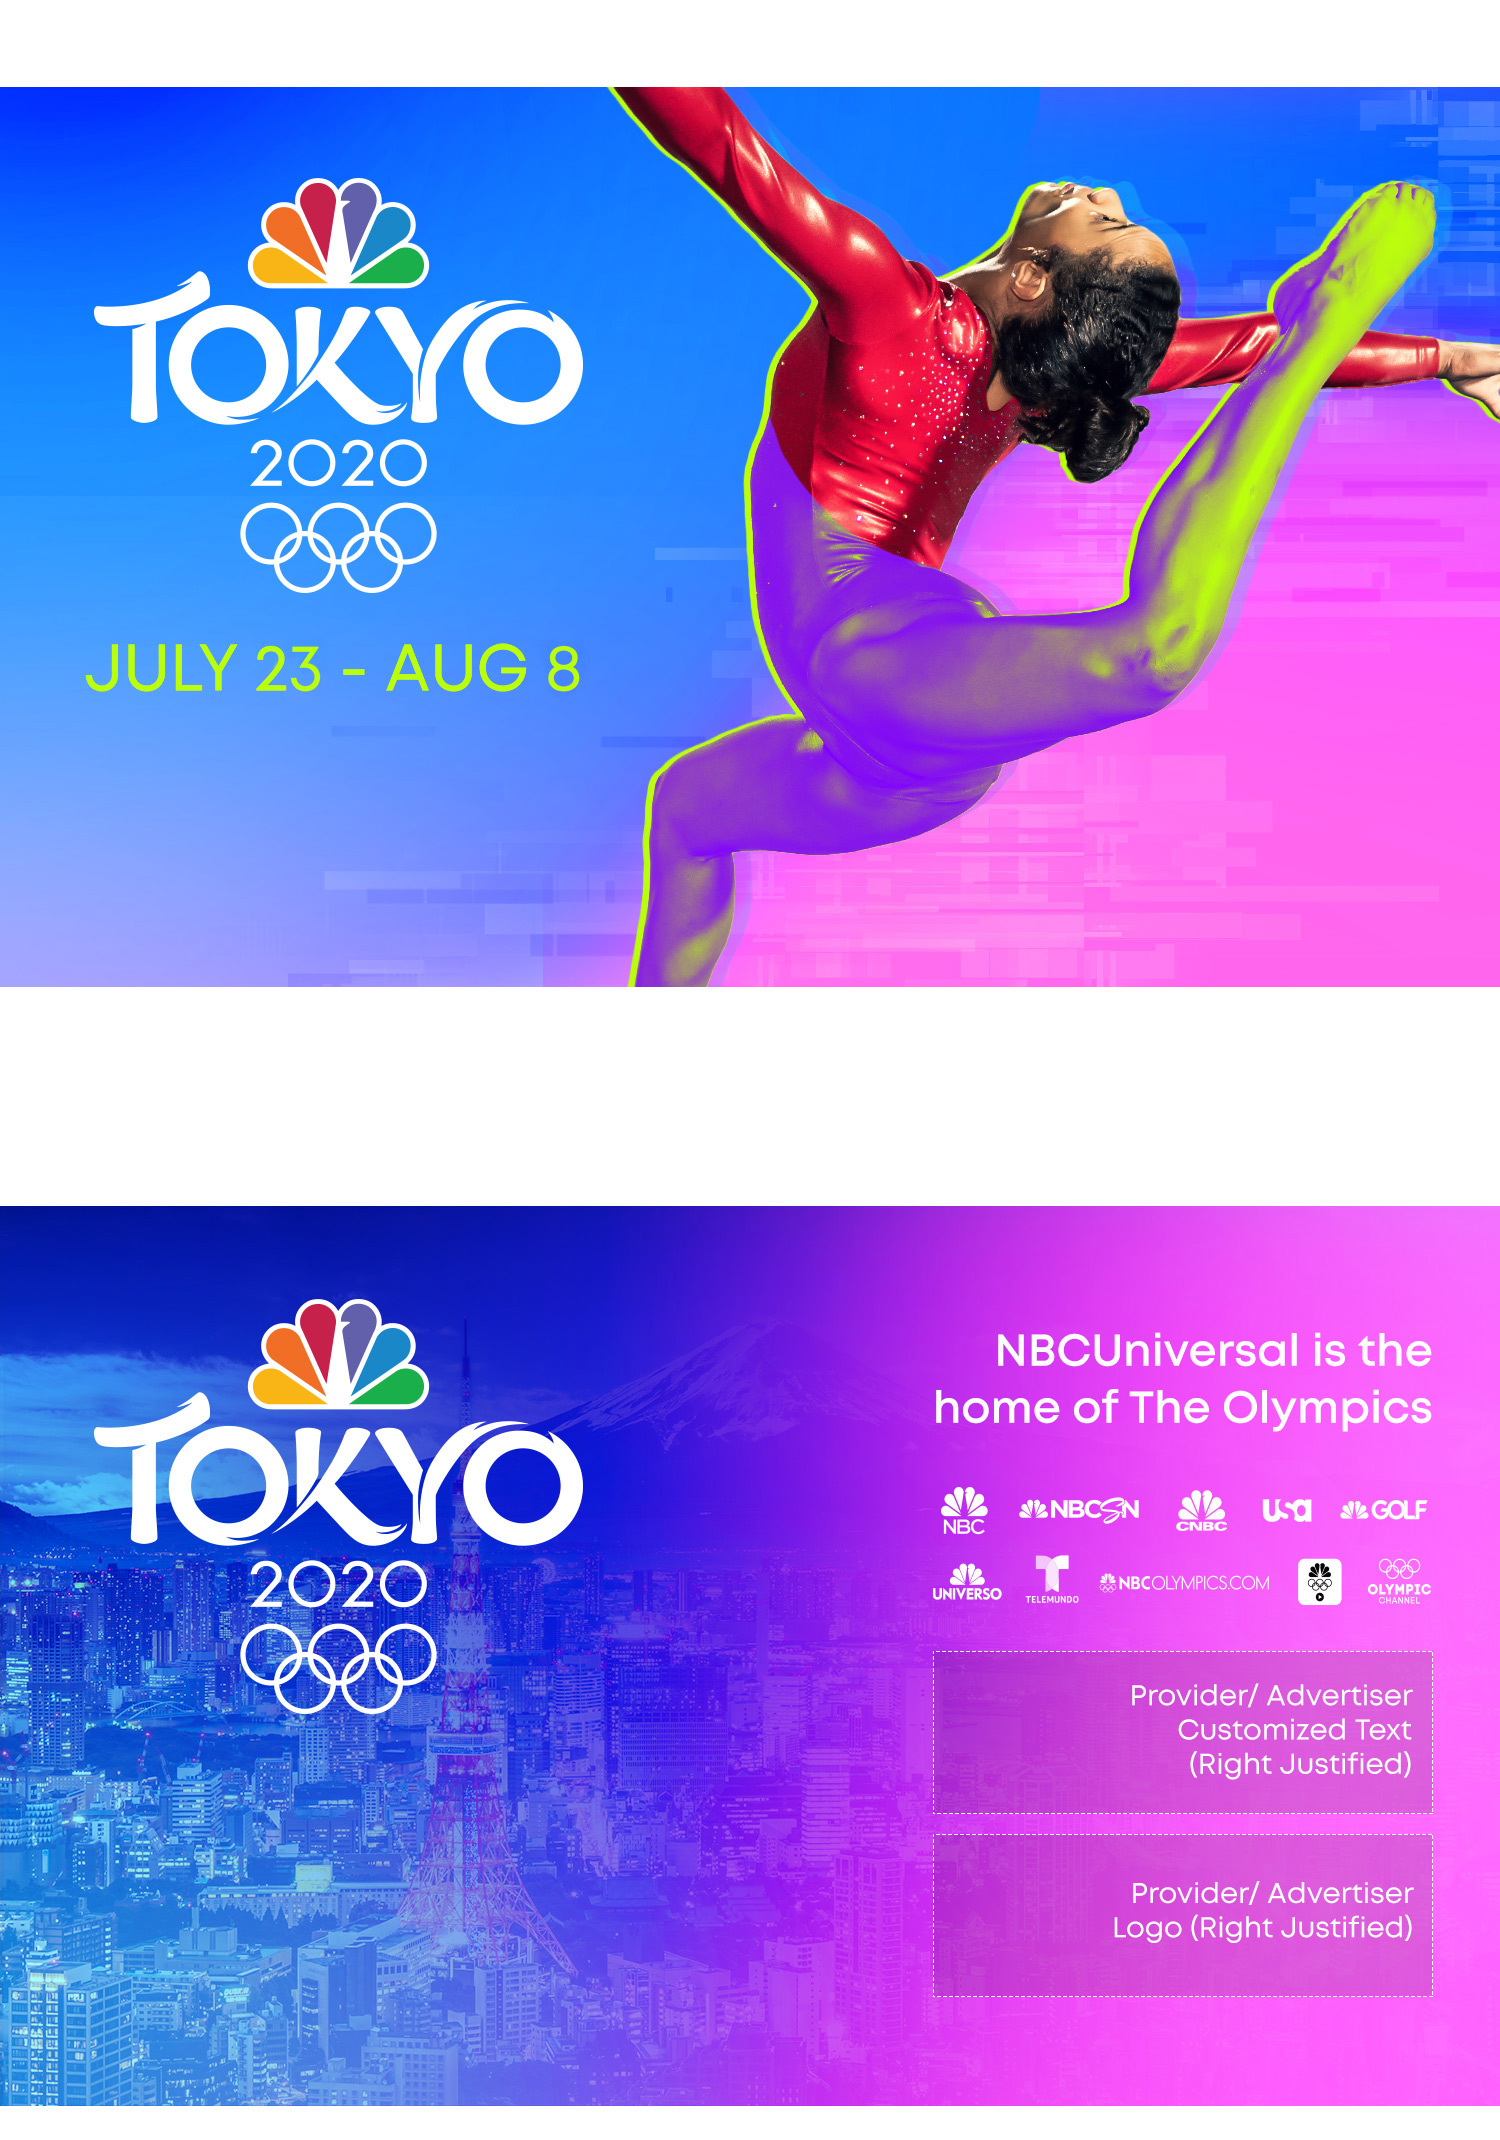 TOKYO
2020
JULY 23 - AUG 8
TOKYO
2020
NBCUniversal is the
home of The Olympics
NBC NBCSN CNBC USA GOLF
UNIVERSO TELEMUNDO NBCOLYMPICS.COM OLYMPIC CHANNEL
Provider/ Advertiser
Customized Text
(Right Justified)
Provider/ Advertiser
Logo (Right Justified)